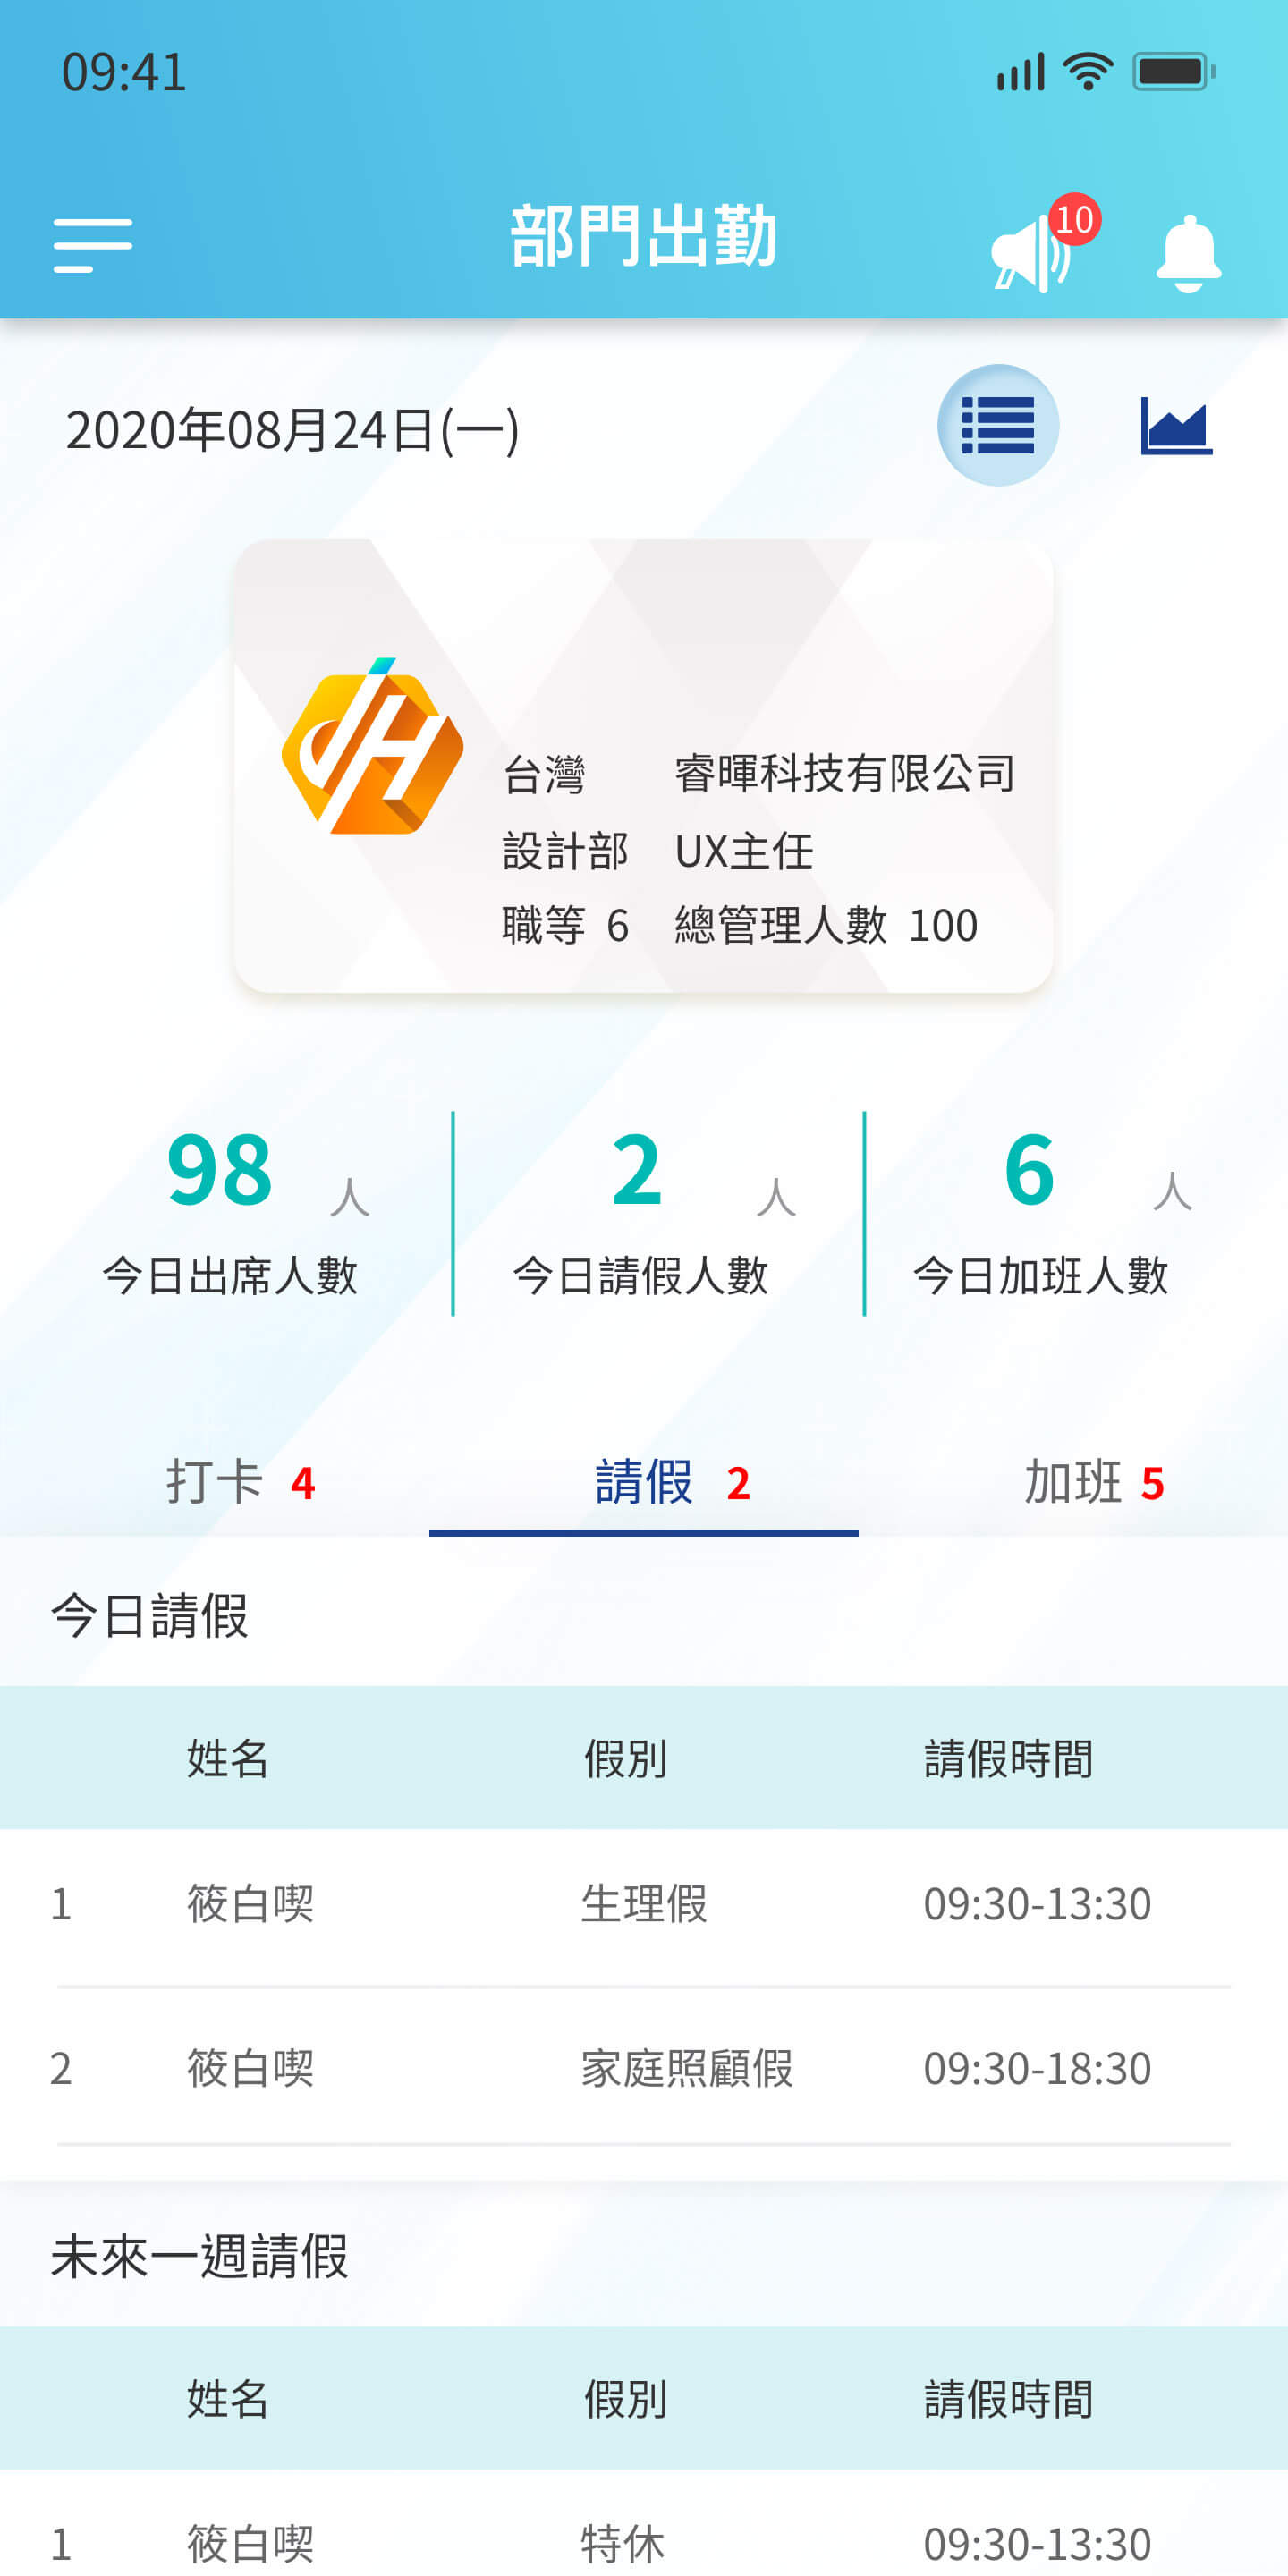 09:41
部門出勤
10
2020年08月24日(一)
台灣 睿暉科技有限公司
設計部 UX主任
職等 6 總管理人數 100
98 人 2 人 6 人
今日出席人數 今日請假人數 今日加班人數
打卡 4 請假 2 加班 5
今日請假
姓名 假別 請假時間
1 筱白喫 生理假 09:30-13:30
2 筱白喫 家庭照顧假 09:30-18:30
未來一週請假
姓名 假別 請假時間
1 筱白喫 特休 09:30-13:30